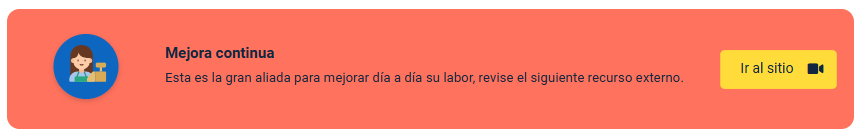 Mejora continua
Esta es la gran aliada para mejorar día a día su labor, revise el siguiente recurso externo.
Ir al sitio